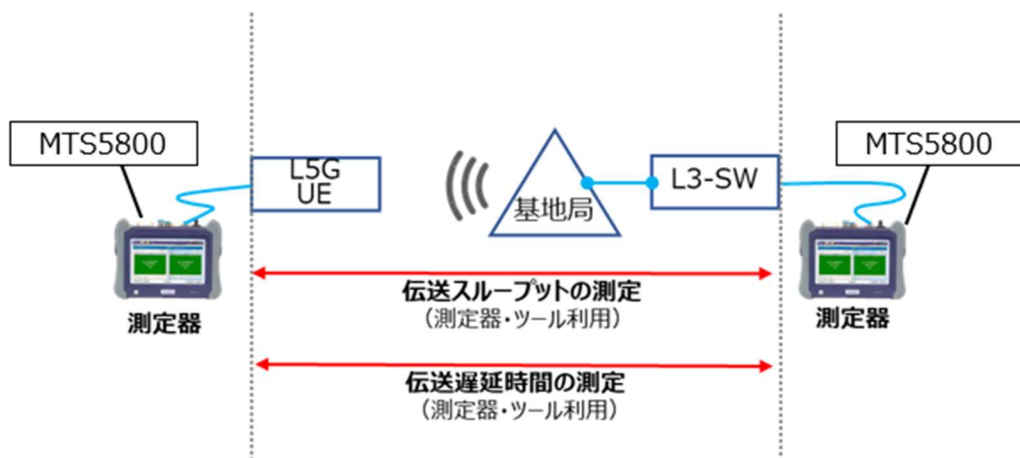 MTS5800
MTS5800
L5G
UE
基地局
L3-SW
測定器
測定器
伝送スループットの測定
（測定器・ツール利用）
伝送遅延時間の測定
（測定器・ツール利用）